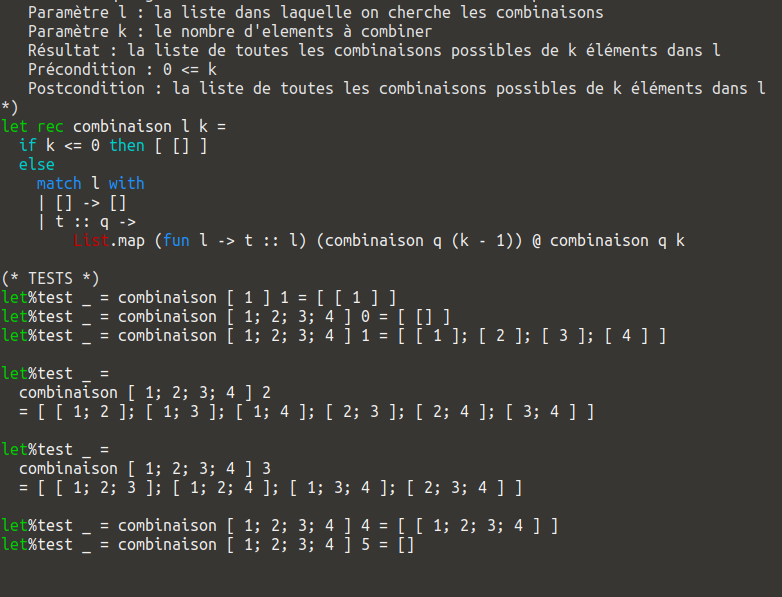 Paramètre l : la liste dans laquelle on cherche les combinaisons
Paramètre k : le nombre d'elements à combiner
Résultat : la liste de toutes les combinaisons possibles de k éléments dans l
Précondition : 0 <= k
Postcondition : la liste de toutes les combinaisons possibles de k éléments dans l
*)
let rec combinaison l k =
  if k <= 0 then [ [] ]
  else
    match l with
    | [] -> []
    | t :: q ->
        List.map (fun l -> t :: l) (combinaison q (k - 1)) @ combinaison q k
(* TESTS *)
let%test _ = combinaison [ 1 ] 1 = [ [ 1 ] ]
let%test _ = combinaison [ 1; 2; 3; 4 ] 0 = [ [] ]
let%test _ = combinaison [ 1; 2; 3; 4 ] 1 = [ [ 1 ]; [ 2 ]; [ 3 ]; [ 4 ] ]
let%test _ =
  combinaison [ 1; 2; 3; 4 ] 2
  = [ [ 1; 2 ]; [ 1; 3 ]; [ 1; 4 ]; [ 2; 3 ]; [ 2; 4 ]; [ 3; 4 ] ]
let%test _ =
  combinaison [ 1; 2; 3; 4 ] 3
  = [ [ 1; 2; 3 ]; [ 1; 2; 4 ]; [ 1; 3; 4 ]; [ 2; 3; 4 ] ]
let%test _ = combinaison [ 1; 2; 3; 4 ] 4 = [ [ 1; 2; 3; 4 ] ]
let%test _ = combinaison [ 1; 2; 3; 4 ] 5 = []